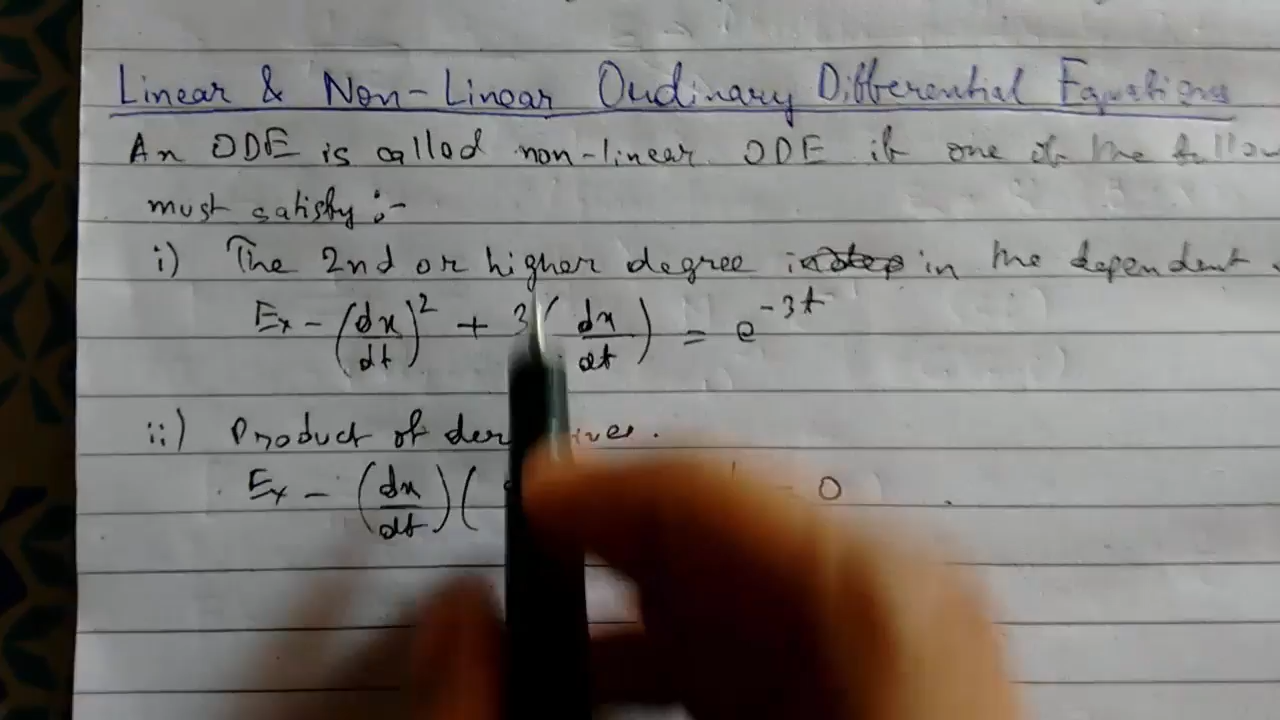 Linear & Non-Linear Ordinary Differential Equations
An ODE is called non-linear ODE if one of the
must satisfy :-
i) The 2nd or higher degree in the dependent
Ex - (dx/dt)^2 + 3 (dx/dt) = e^-3t
ii) Product of
Ex - (dx/dt) ( = 0